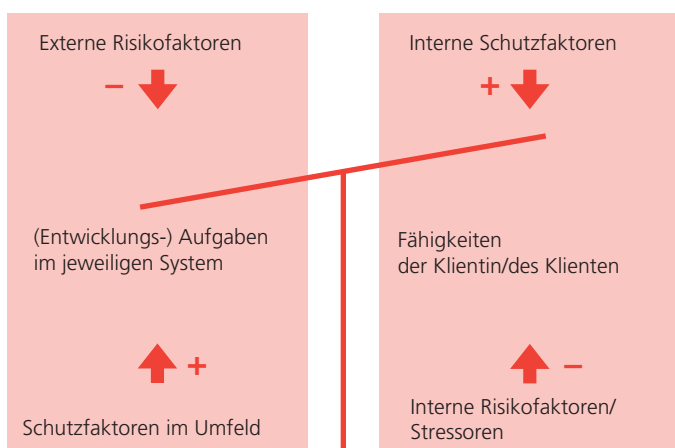 Externe Risikofaktoren
–
Interne Schutzfaktoren
+
(Entwicklungs-) Aufgaben
im jeweiligen System
Fähigkeiten
der Klientin/des Klienten
+
Schutzfaktoren im Umfeld
–
Interne Risikofaktoren/
Stressoren